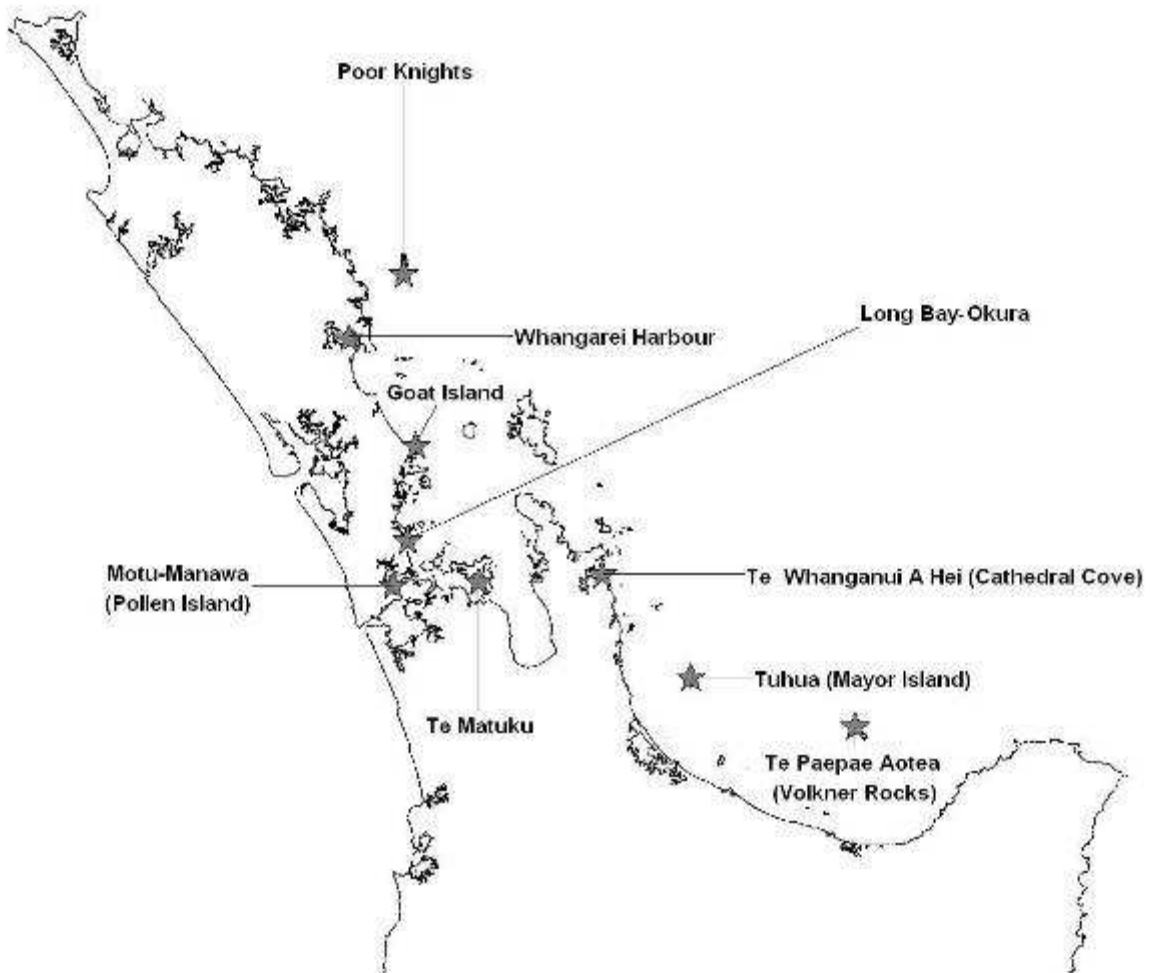 Poor Knights
Long Bay-Okura
Whangarei Harbour
Goat Island
Motu-Manawa
(Pollen Island)
Te Whanganui A Hei (Cathedral Cove)
Tuhua (Mayor Island)
Te Matuku
Te Paepae Aotea
(Volkner Rocks)